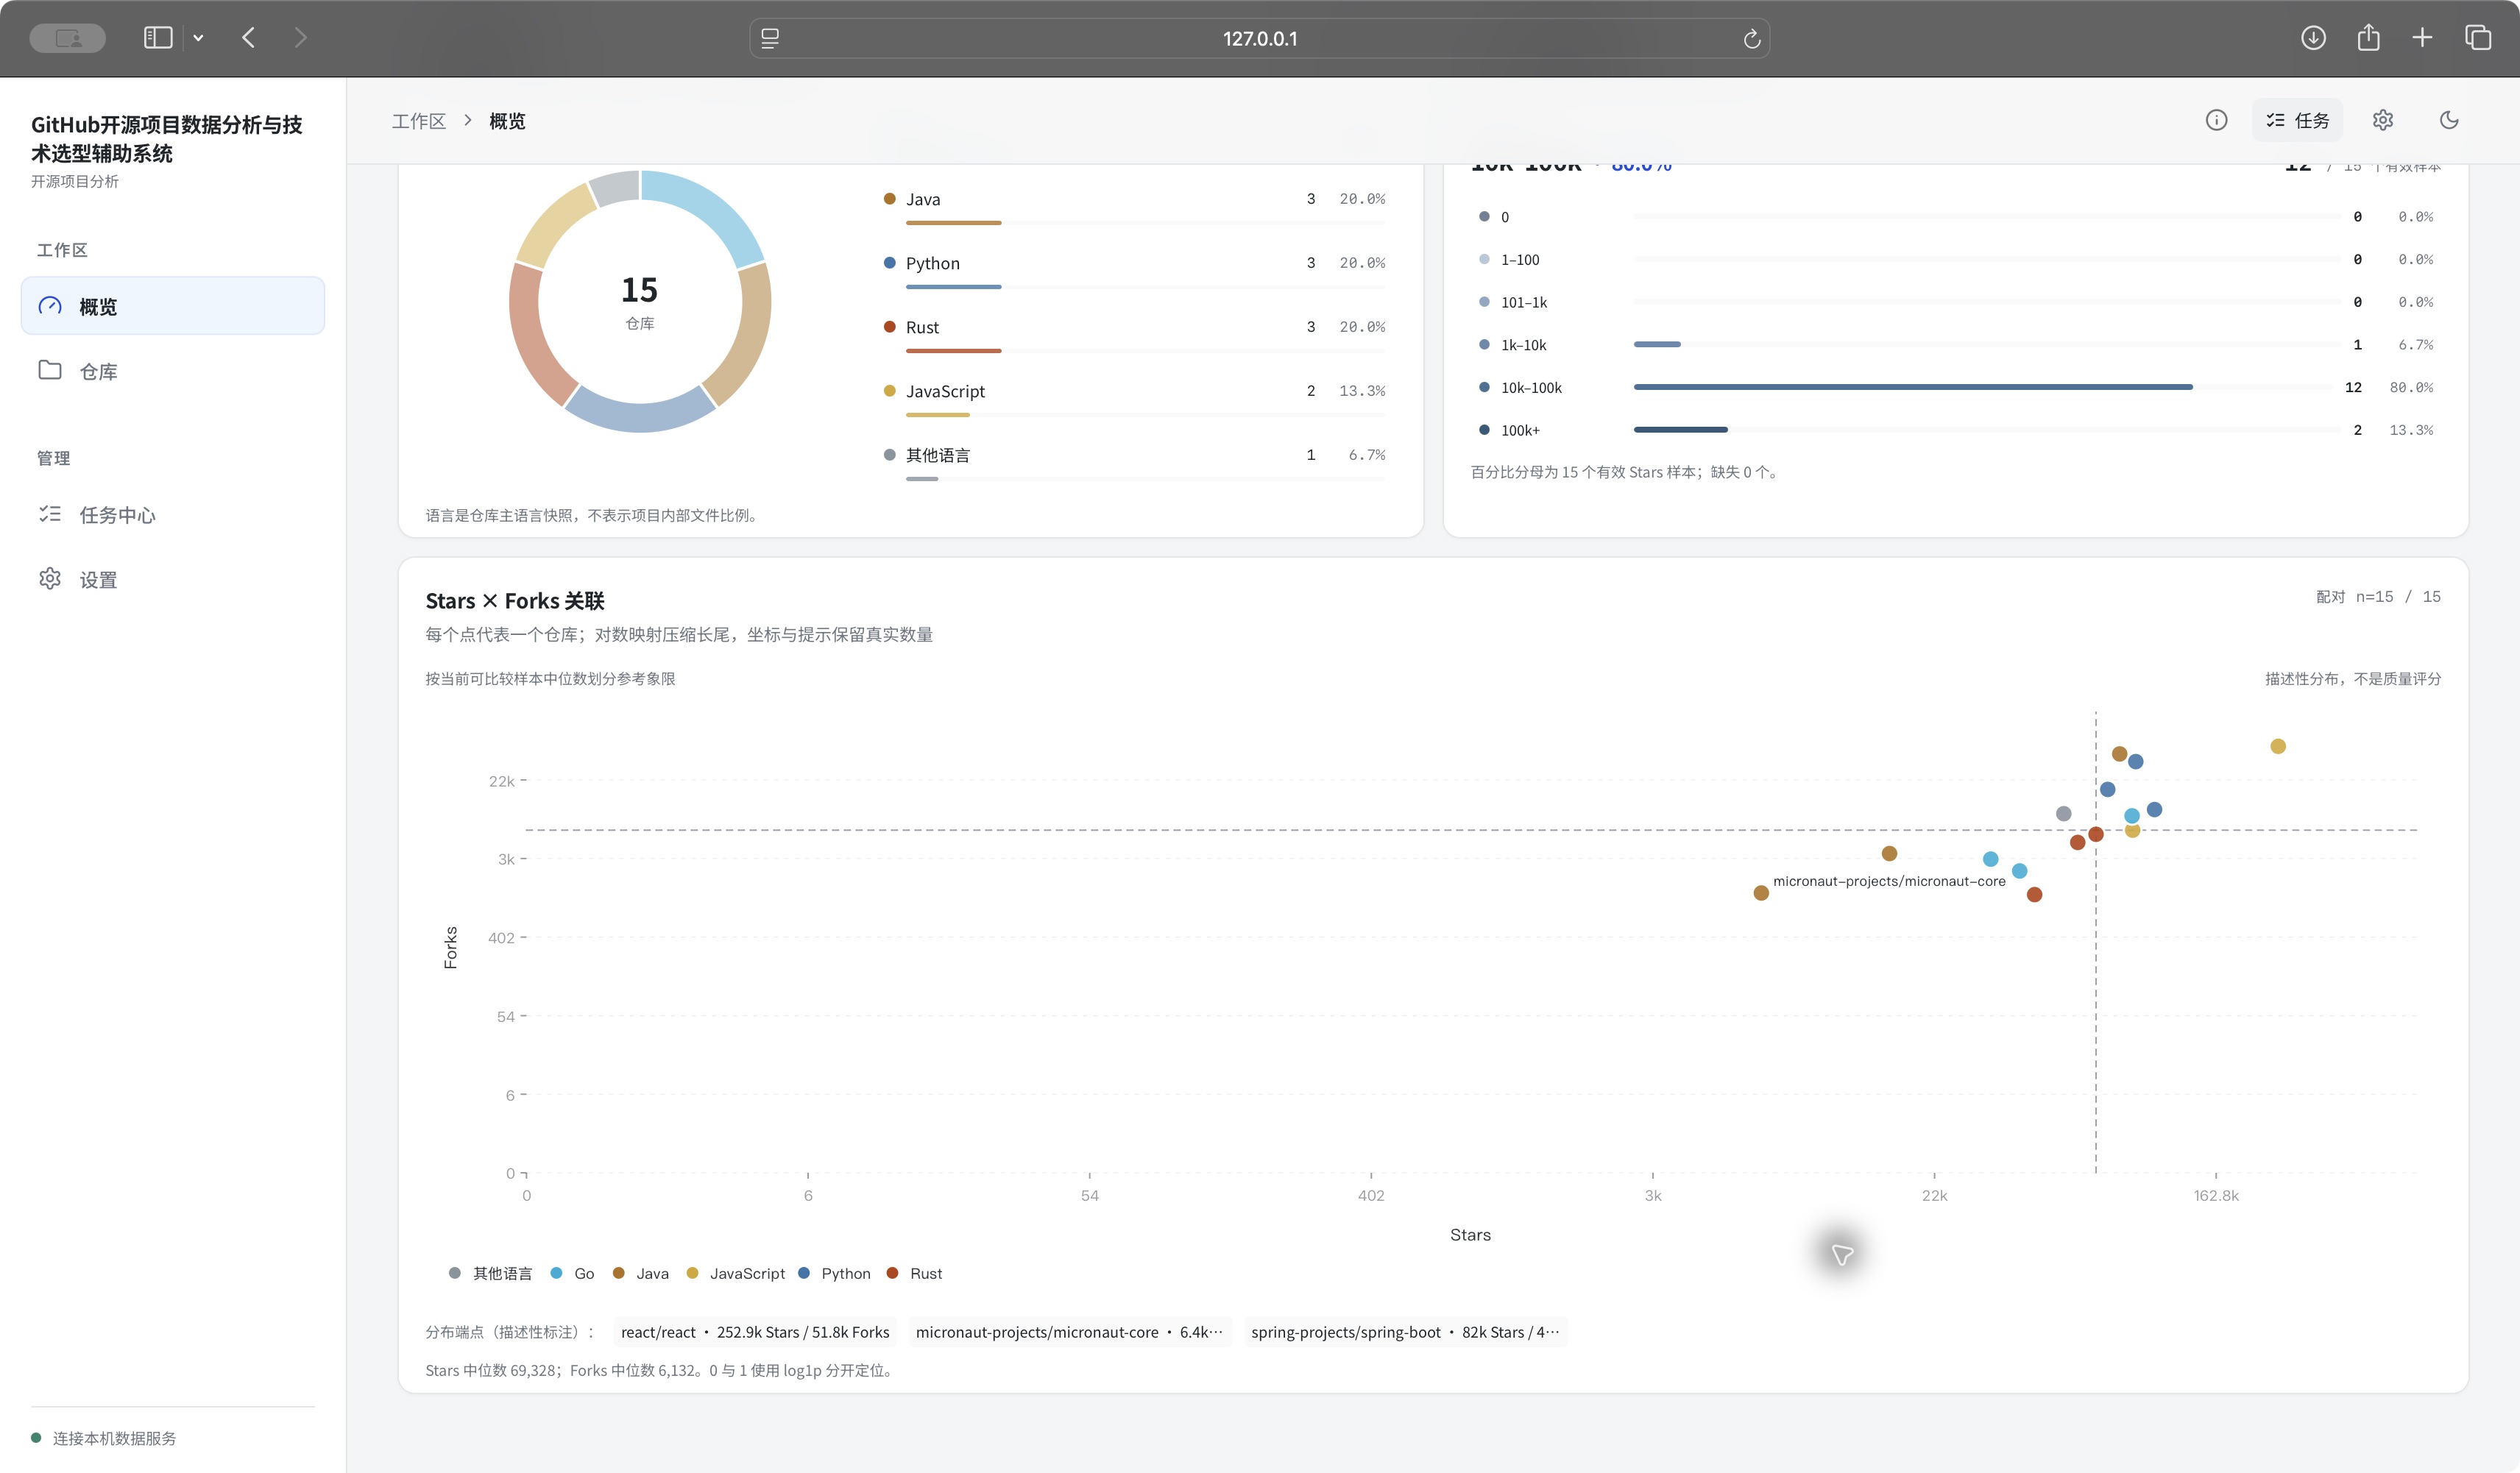 127.0.0.1
GitHub开源项目数据分析与技
术选型辅助系统
开源项目分析
工作区
概览
仓库
管理
任务中心
设置
连接本机数据服务
工作区 > 概览
任务
15
仓库
Java 3 20.0%
Python 3 20.0%
Rust 3 20.0%
JavaScript 2 13.3%
其他语言 1 6.7%
语言是仓库主语言快照，不表示项目内部文件比例。
10k–100k · 80.0%
12 / 15 个有效样本
0 0 0.0%
1–100 0 0.0%
101–1k 0 0.0%
1k–10k 1 6.7%
10k–100k 12 80.0%
100k+ 2 13.3%
百分比分母为 15 个有效 Stars 样本；缺失 0 个。
Stars × Forks 关联
配对 n=15 / 15
每个点代表一个仓库；对数映射压缩长尾，坐标与提示保留真实数量
按当前可比较样本中位数划分参考象限
描述性分布，不是质量评分
22k
3k
402
54
6
0
Forks
micronaut-projects/micronaut-core
0 6 54 402 3k 22k 162.8k
Stars
其他语言 Go Java JavaScript Python Rust
分布端点（描述性标注）： react/react · 252.9k Stars / 51.8k Forks micronaut-projects/micronaut-core · 6.4k… spring-projects/spring-boot · 82k Stars / 4…
Stars 中位数 69,328；Forks 中位数 6,132。0 与 1 使用 log1p 分开定位。